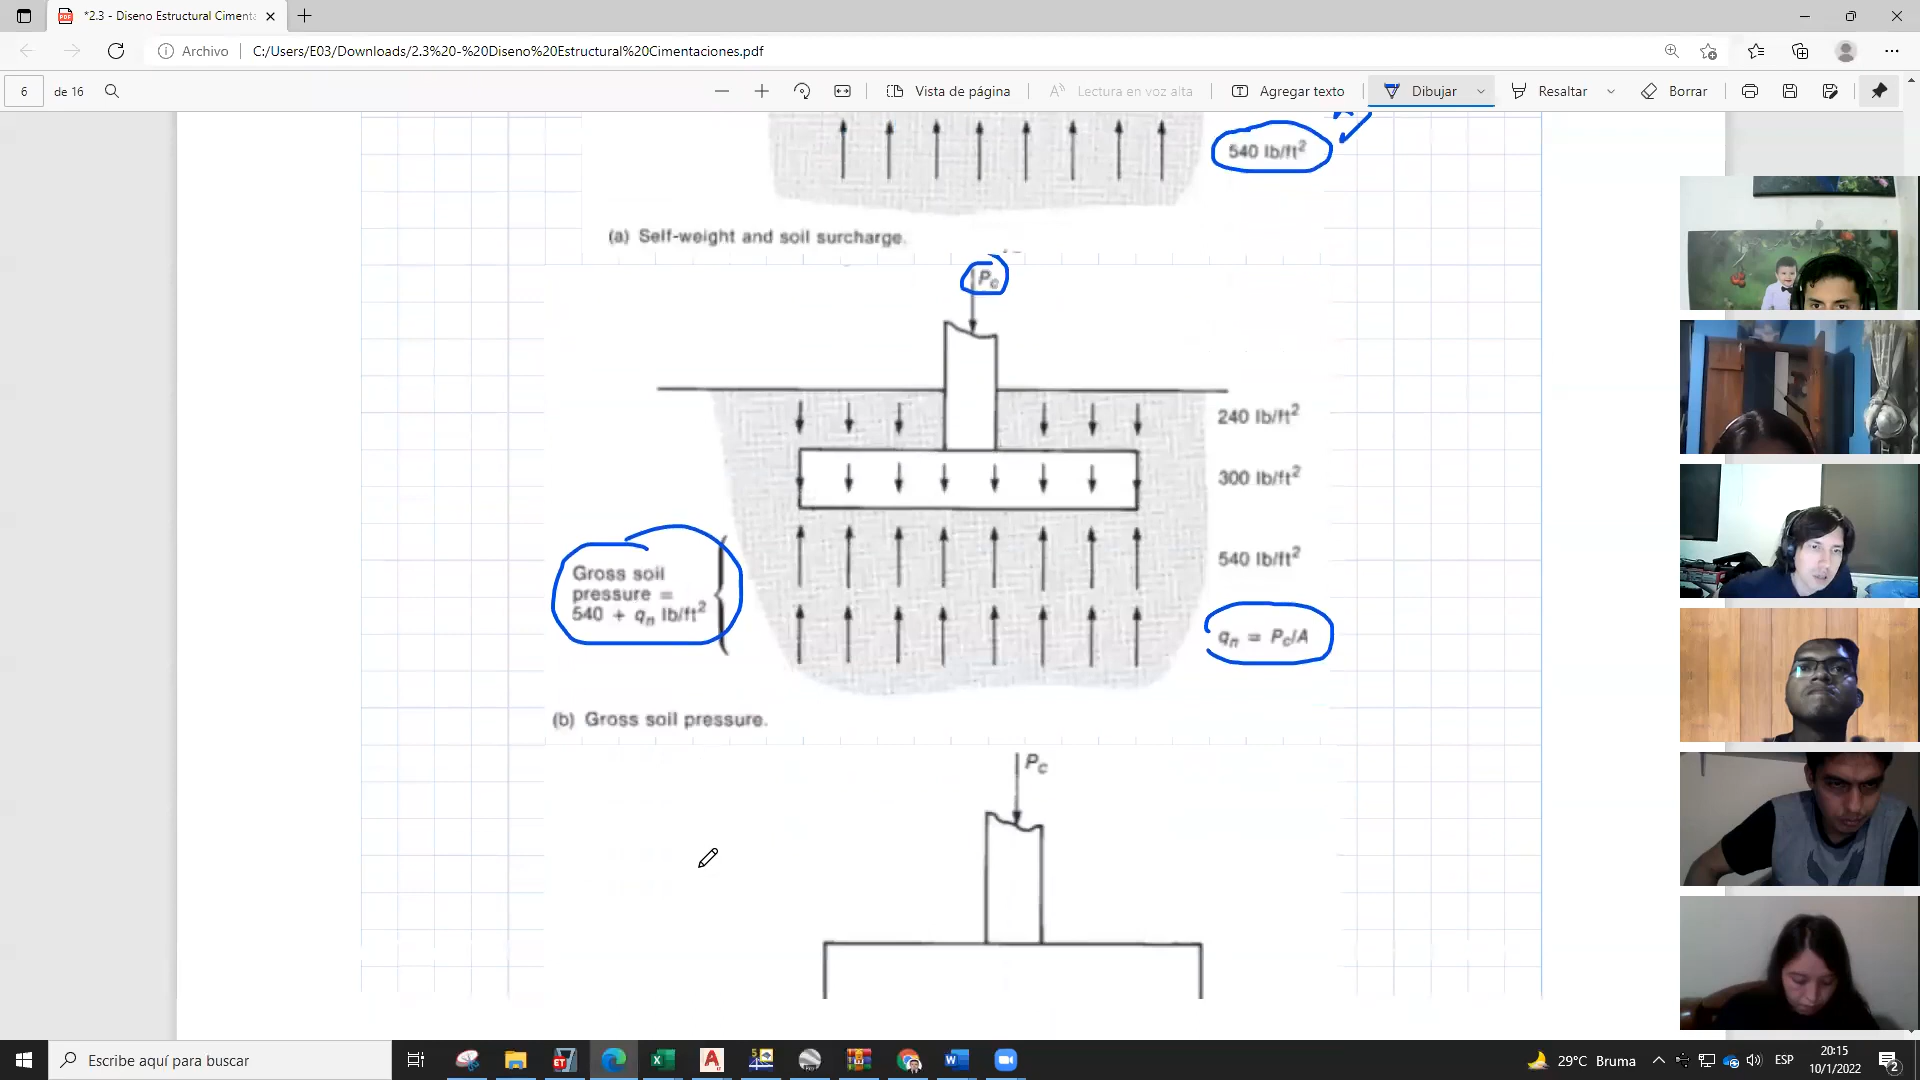 *2.3 - Diseno Estructural Cimenta
Archivo
C:/Users/E03/Downloads/2.3%20-%20Diseno%20Estructural%20Cimentaciones.pdf
6
de 16
Vista de página
Lectura en voz alta
Agregar texto
Dibujar
Resaltar
Borrar
540 lb/ft²
(a) Self-weight and soil surcharge.
Pc
240 lb/ft²
300 lb/ft²
540 lb/ft²
Gross soil
pressure =
540 + qn lb/ft²
qn = Pc/A
(b) Gross soil pressure.
Pc
Escribe aquí para buscar
29°C Bruma
ESP
20:15
10/1/2022
2